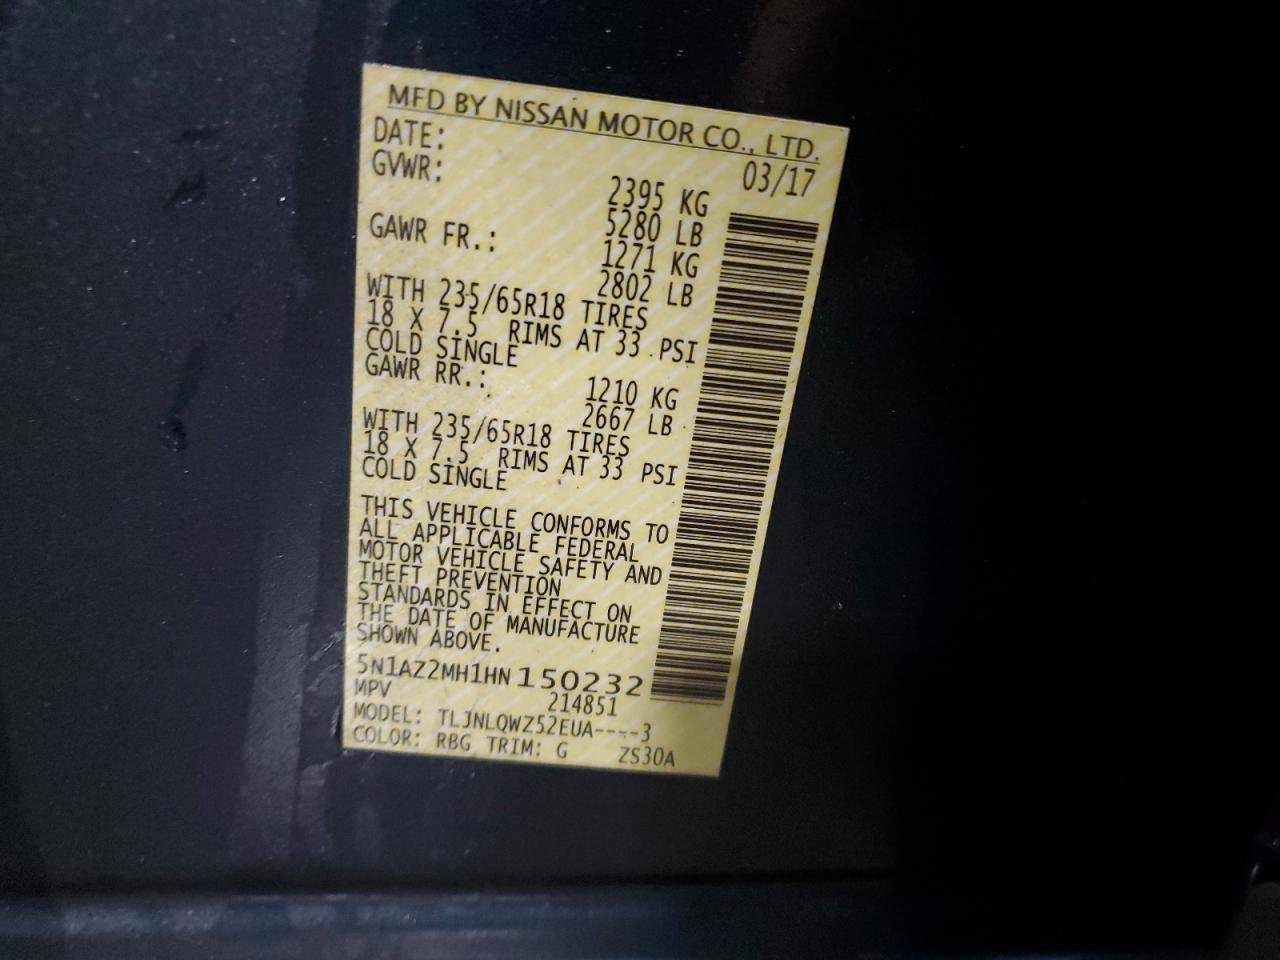 MFD BY NISSAN MOTOR CO., LTD.
DATE: 03/17
GVWR: 2395 KG
5280 LB
GAWR FR.: 1271 KG
2802 LB
WITH 235/65R18 TIRES
18 X 7.5 RIMS AT 33 PSI
COLD SINGLE
GAWR RR.: 1210 KG
2667 LB
WITH 235/65R18 TIRES
18 X 7.5 RIMS AT 33 PSI
COLD SINGLE
THIS VEHICLE CONFORMS TO
ALL APPLICABLE FEDERAL
MOTOR VEHICLE SAFETY AND
THEFT PREVENTION
STANDARDS IN EFFECT ON
THE DATE OF MANUFACTURE
SHOWN ABOVE.
5N1AZ2MH1HN150232
MPV 214851
MODEL: TLJNLQWZ52EUA----3
COLOR: RBG TRIM: G ZS30A